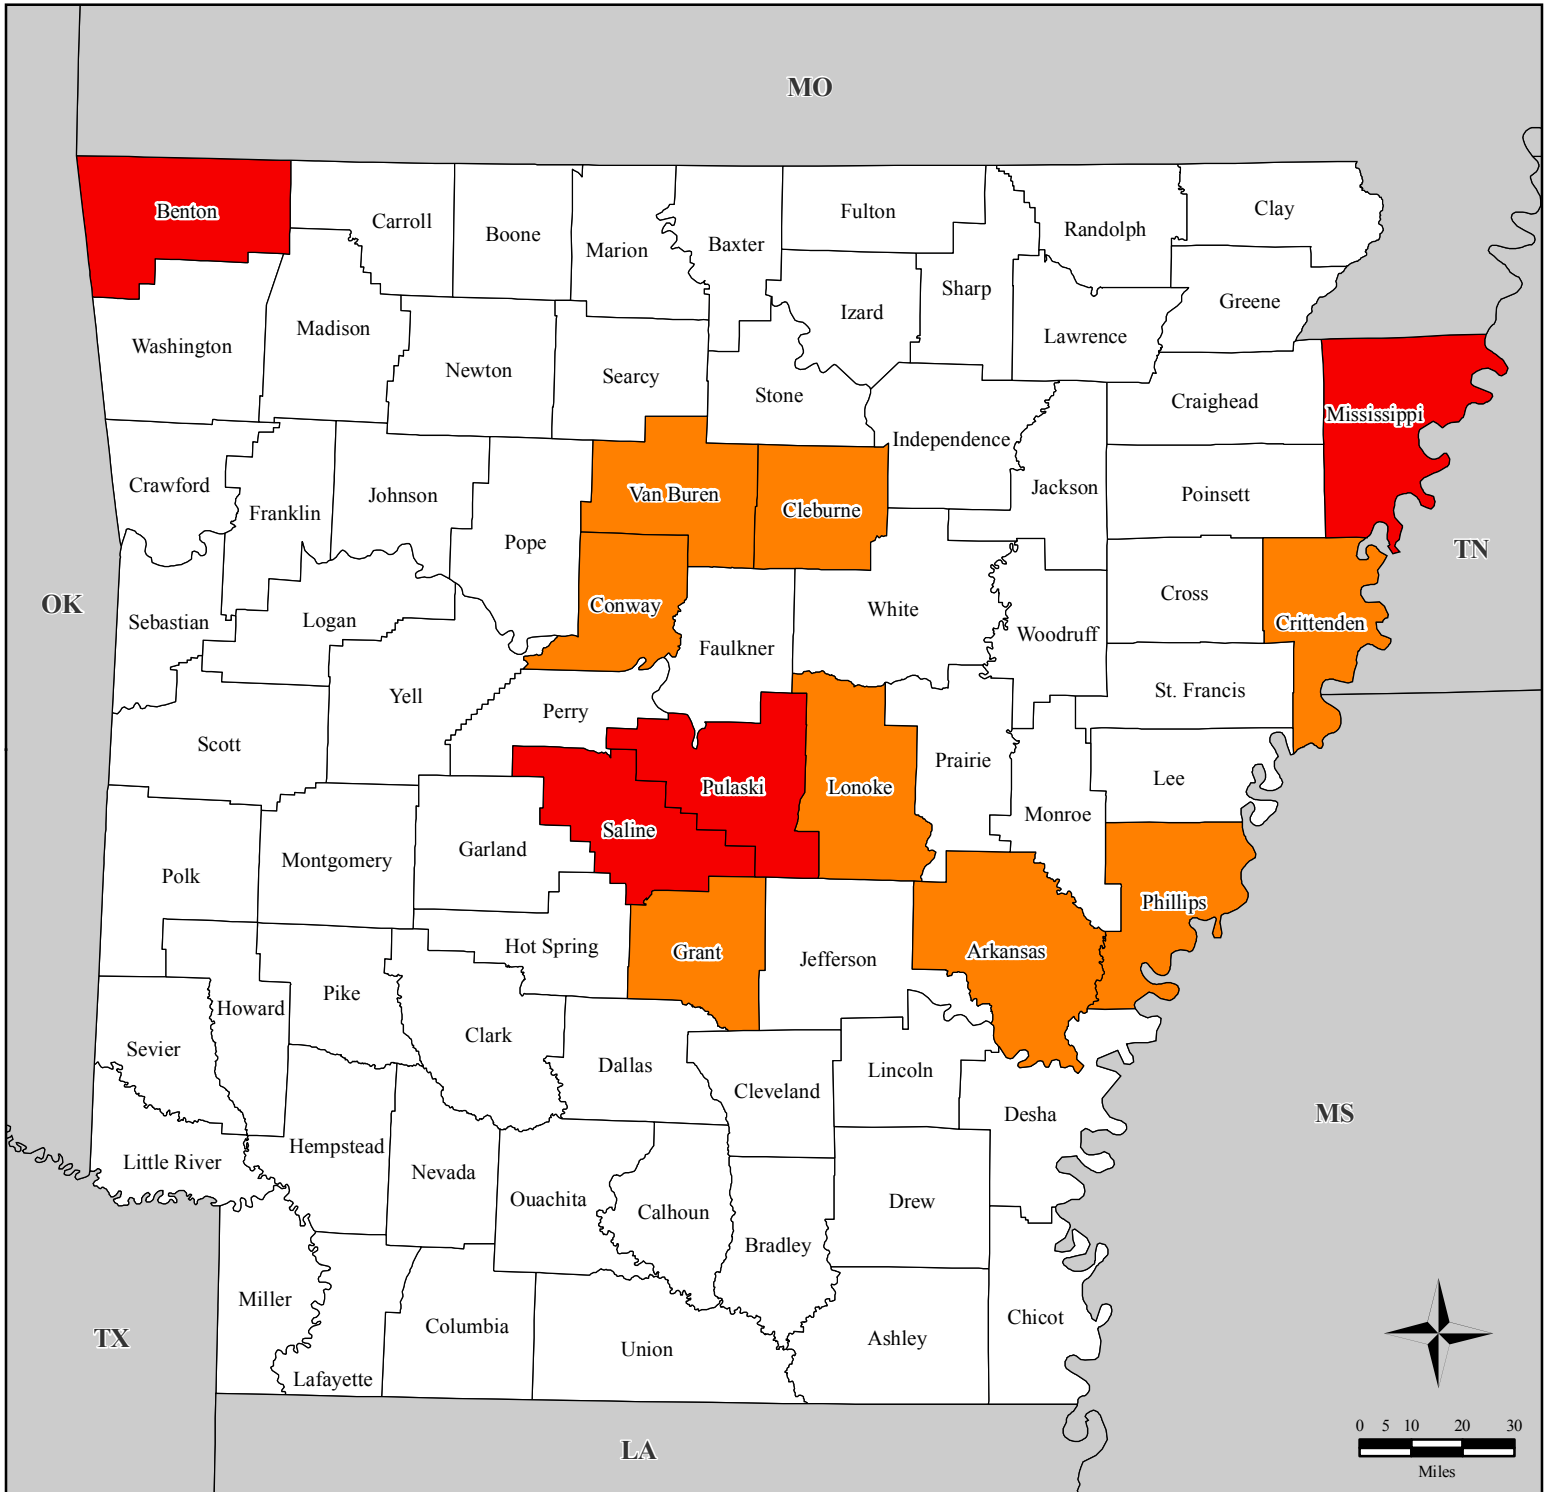 MO
Benton
Carroll
Boone
Marion
Baxter
Fulton
Randolph
Clay
Washington
Madison
Newton
Searcy
Stone
Izard
Sharp
Lawrence
Greene
Craighead
Mississippi
Crawford
Franklin
Johnson
Pope
Van Buren
Cleburne
Independence
Jackson
Poinsett
TN
OK
Sebastian
Logan
Conway
Faulkner
White
Woodruff
Cross
Crittenden
St. Francis
Scott
Yell
Perry
Pulaski
Lonoke
Prairie
Monroe
Lee
Polk
Montgomery
Garland
Saline
Phillips
Hot Spring
Grant
Jefferson
Arkansas
Howard
Pike
Clark
Sevier
Dallas
Cleveland
Lincoln
Desha
MS
Little River
Hempstead
Nevada
Ouachita
Calhoun
Bradley
Drew
Miller
Lafayette
Columbia
Union
Ashley
Chicot
TX
LA
0 5 10 20 30
Miles